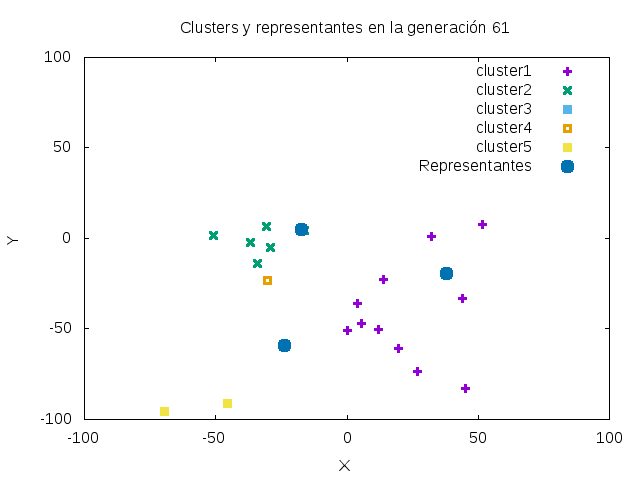 Clusters y representantes en la generación 61
100
50
0
-50
-100
-100
-50
0
50
100
Y
X
cluster1
cluster2
cluster3
cluster4
cluster5
Representantes